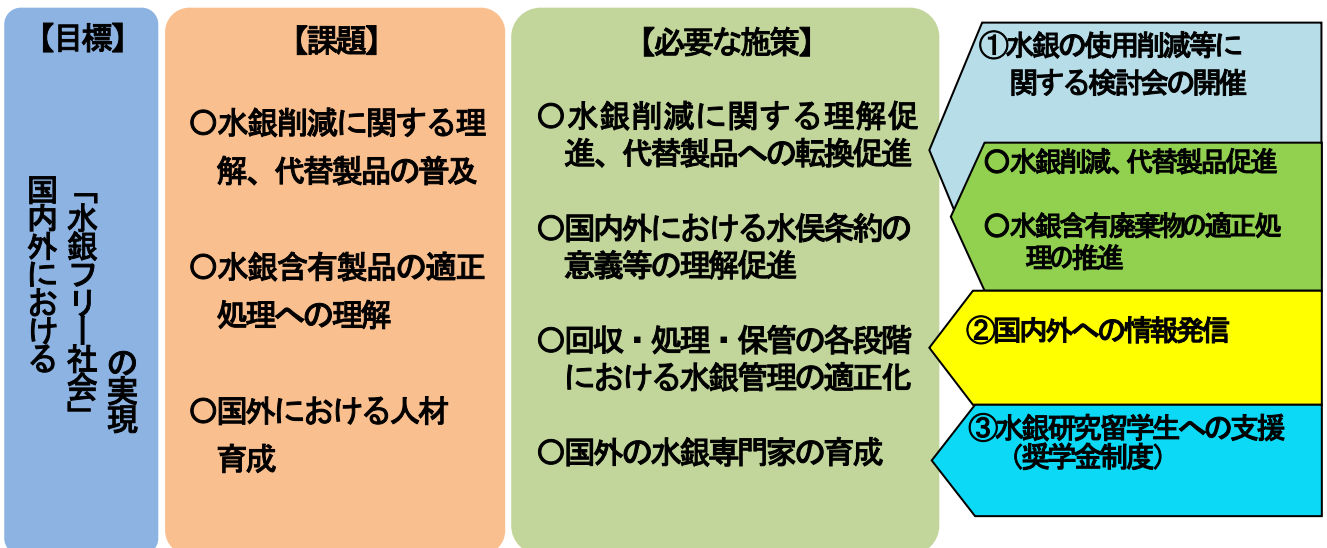 【目標】
国内外における
「水銀フリー社会」
の実現
【課題】
〇水銀削減に関する理
解、代替製品の普及
〇水銀含有製品の適正
処理への理解
〇国外における人材
育成
【必要な施策】
〇水銀削減に関する理解促
進、代替製品への転換促進
〇国内外における水俣条約の
意義等の理解促進
〇回収・処理・保管の各段階
における水銀管理の適正化
〇国外の水銀専門家の育成
①水銀の使用削減等に
関する検討会の開催
〇水銀削減、代替製品促進
〇水銀含有廃棄物の適正処
理の推進
②国内外への情報発信
③水銀研究留学生への支援
（奨学金制度）